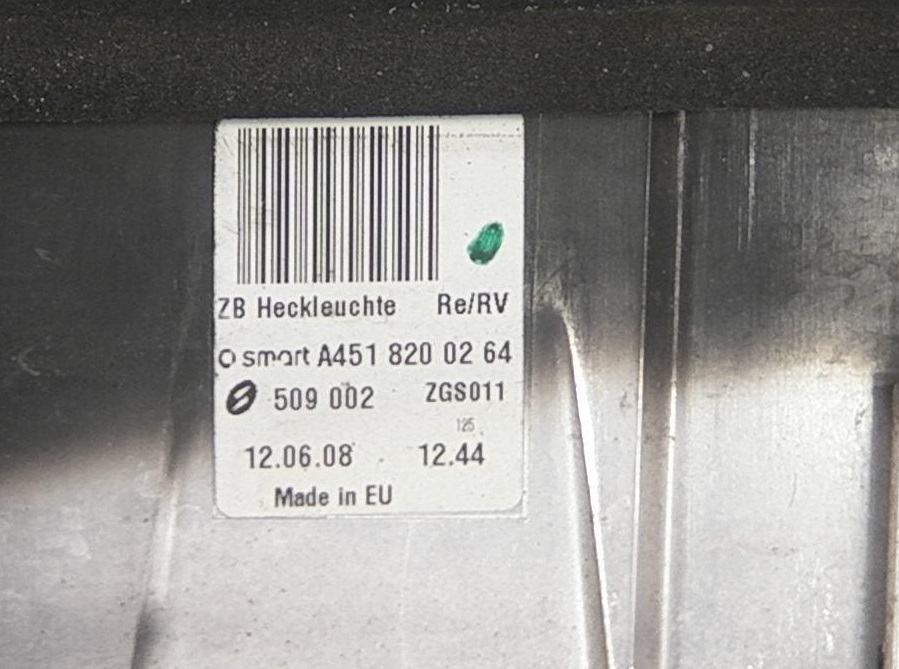 ZB Heckleuchte Re/RV
smart A451 820 02 64
509 002 ZGS011
125
12.06.08 12.44
Made in EU